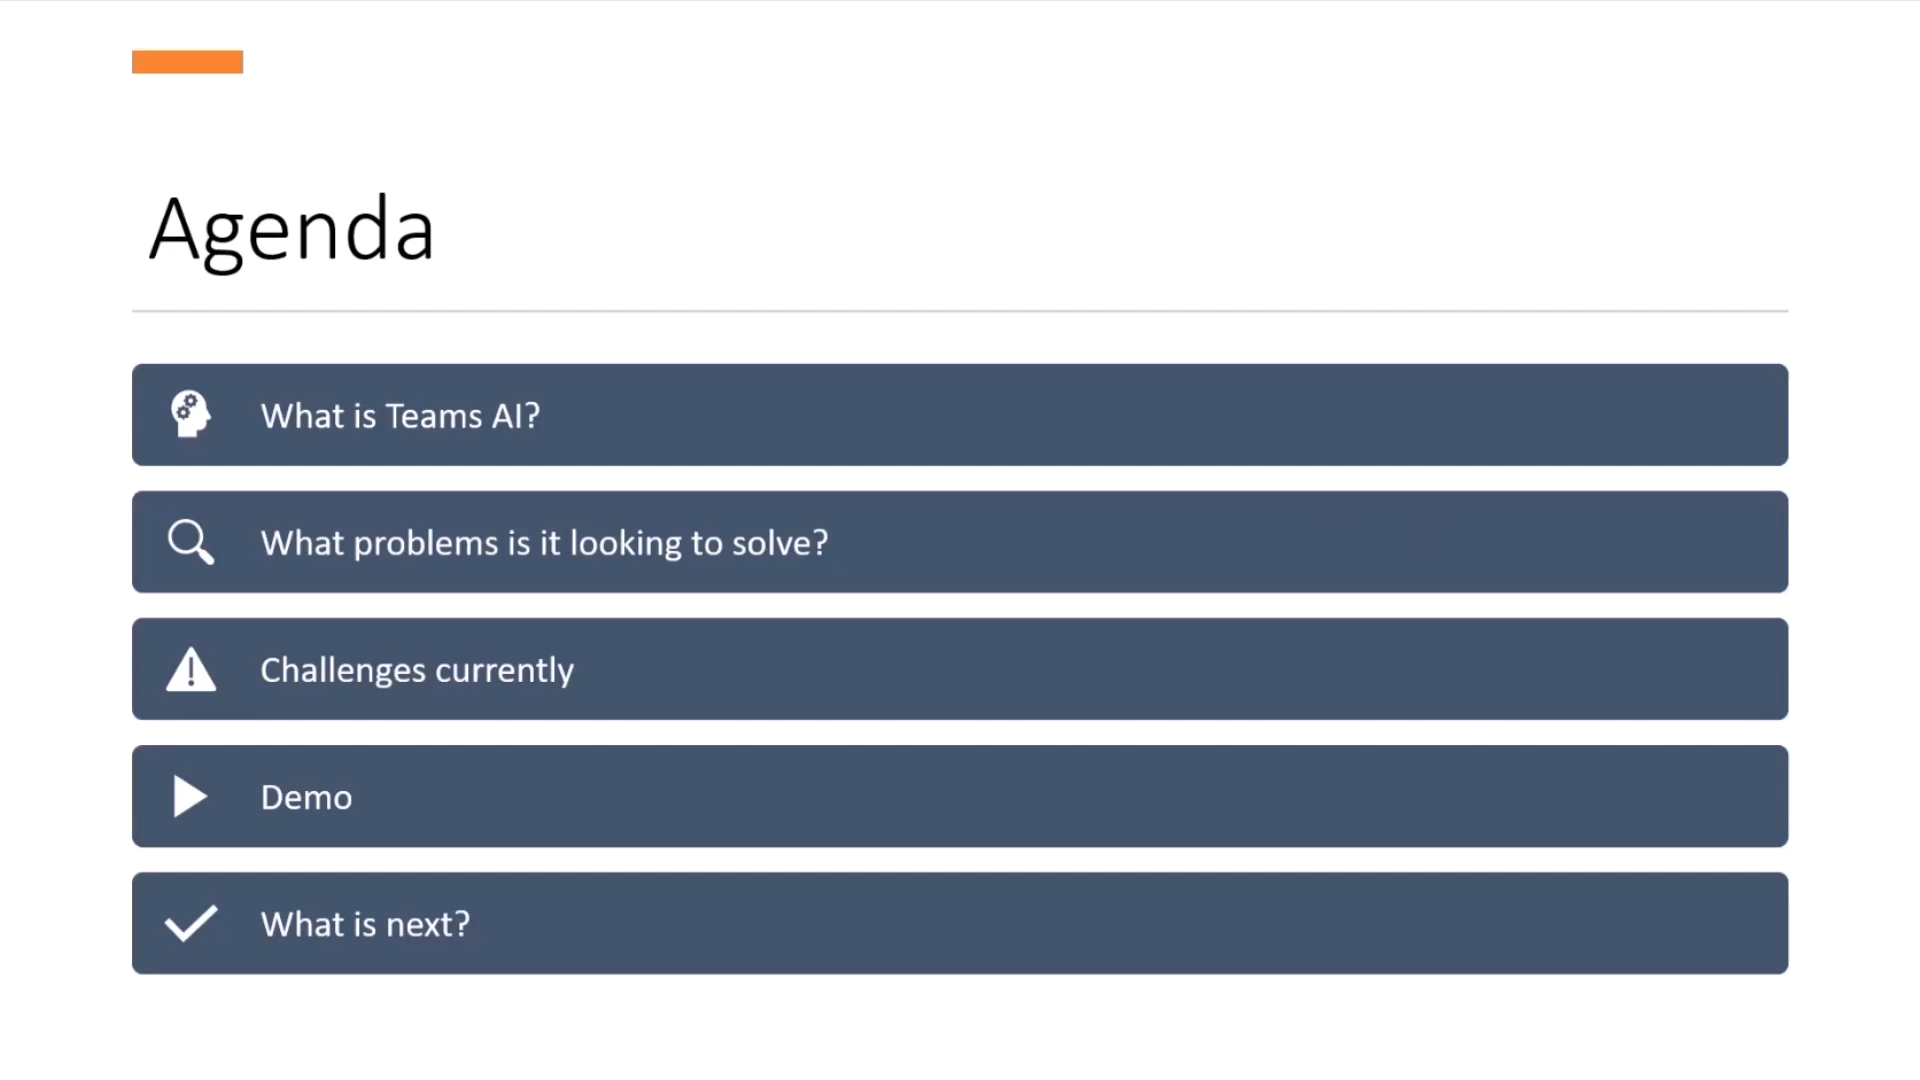 Agenda
What is Teams AI?
What problems is it looking to solve?
Challenges currently
Demo
What is next?